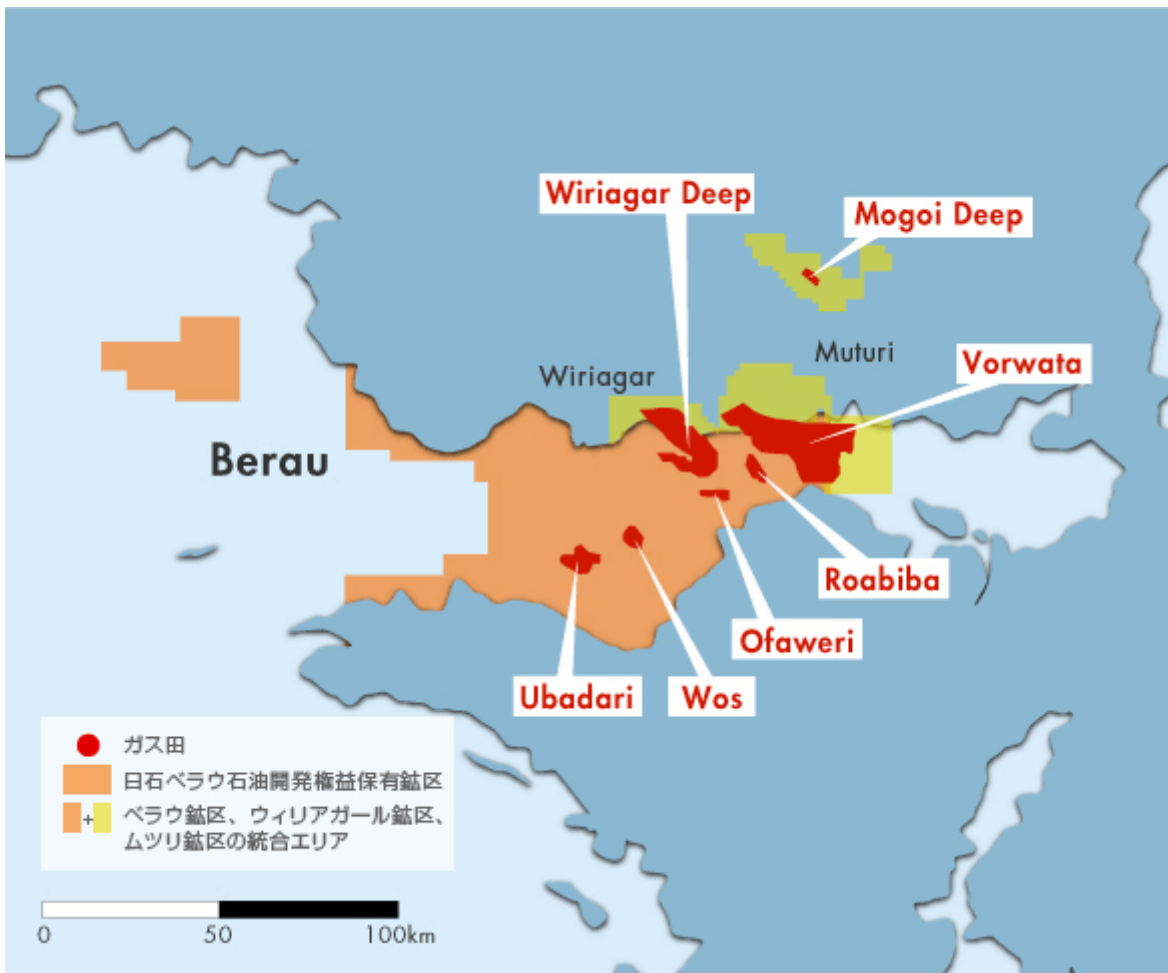 Wiriagar Deep
Mogoi Deep
Muturi
Vorwata
Wiriagar
Berau
Roabiba
Ofaweri
Ubadari
Wos
ガス田
日石ベラウ石油開発権益保有鉱区
+
ベラウ鉱区、ウィリアガール鉱区、
ムツリ鉱区の統合エリア
0 50 100km